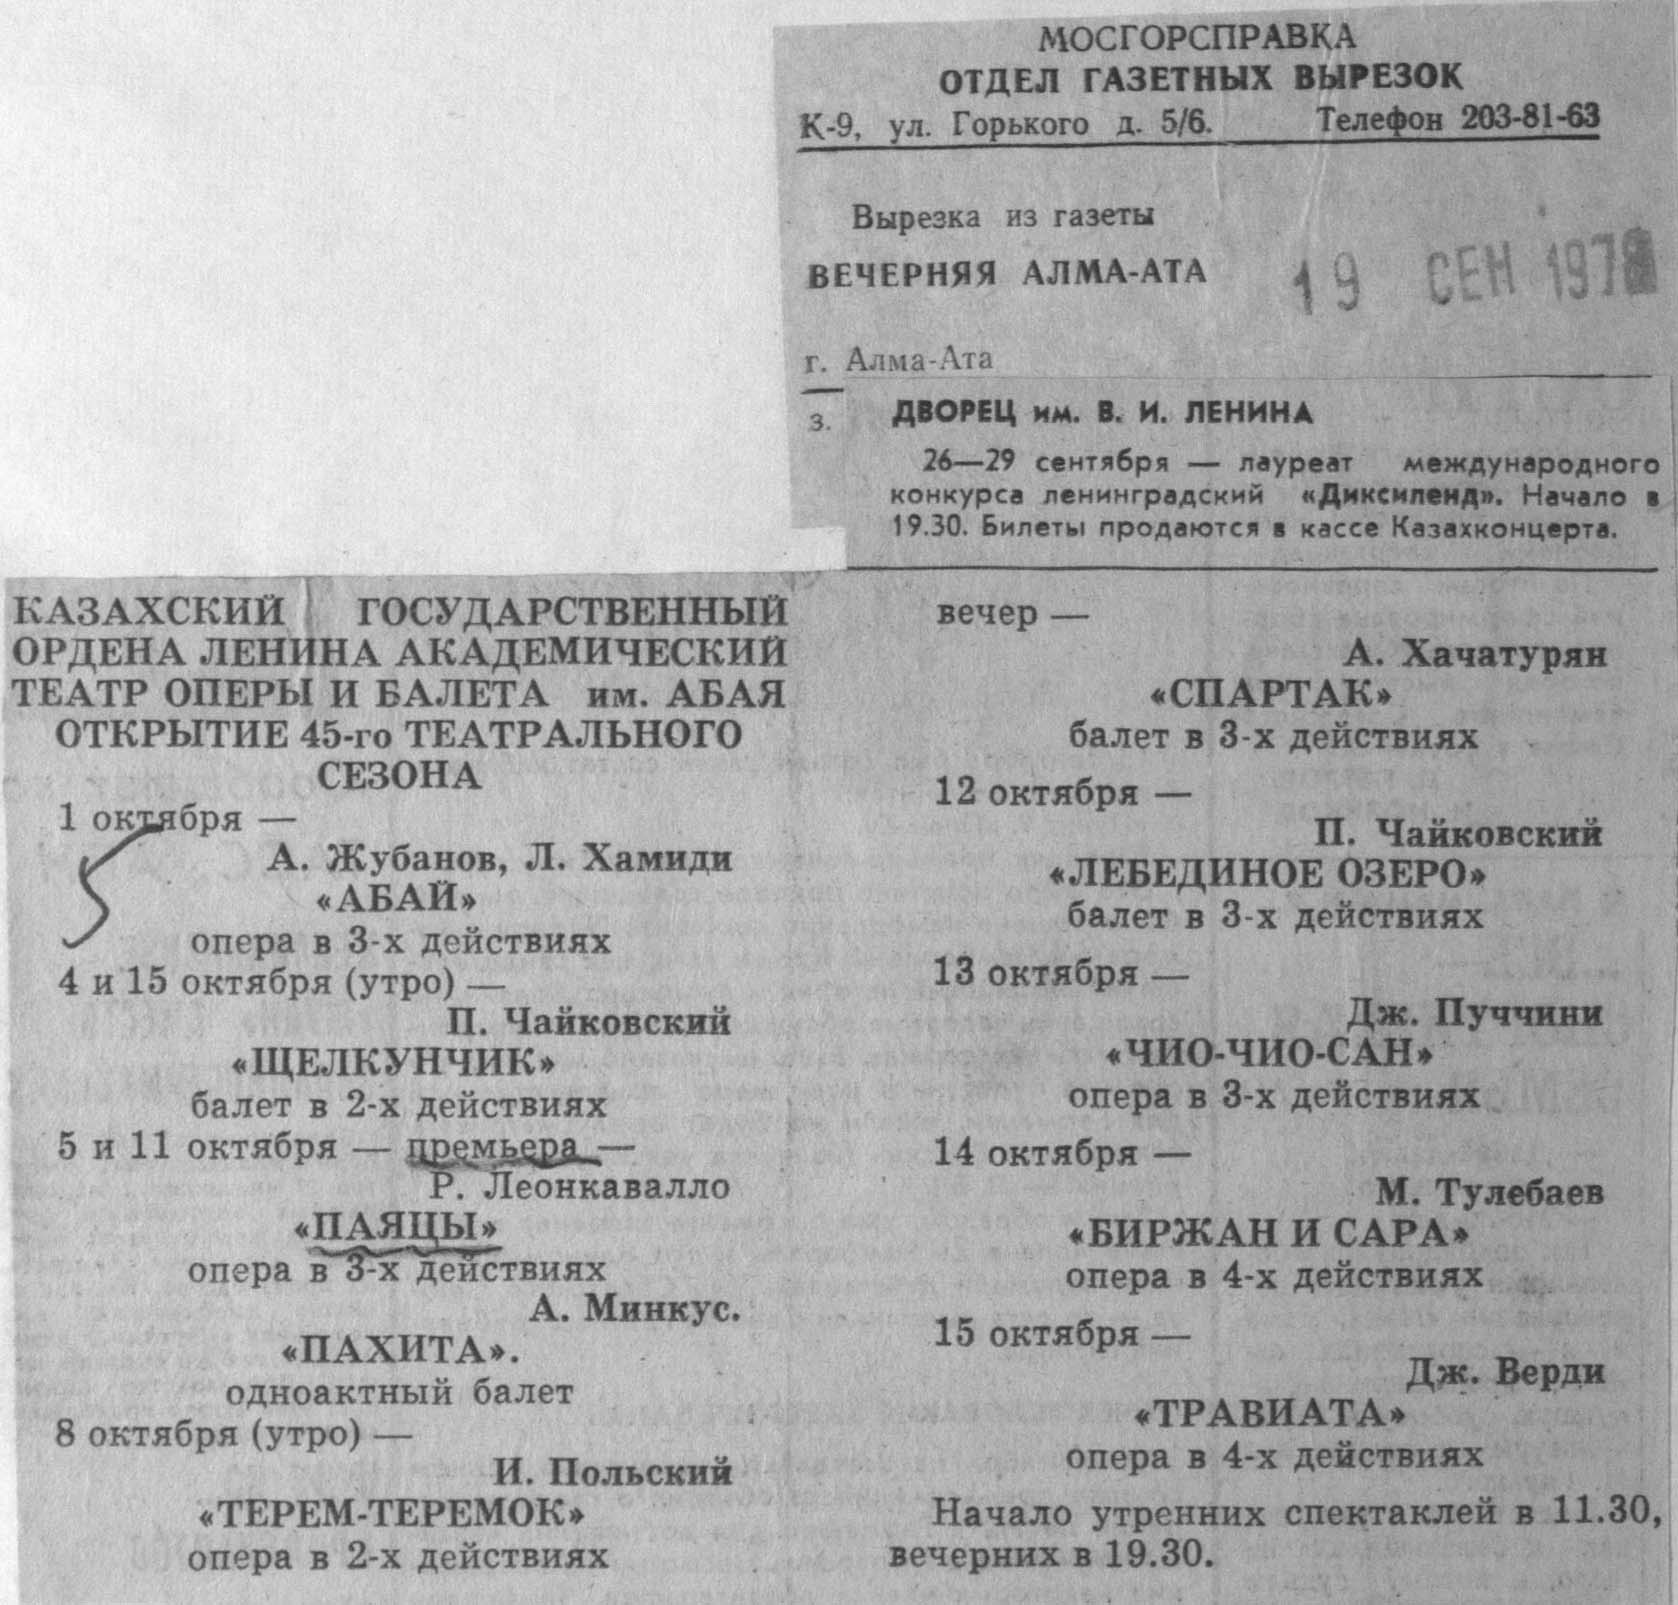 МОСГОРСПРАВКА
ОТДЕЛ ГАЗЕТНЫХ ВЫРЕЗОК
К-9, ул. Горького д. 5/6. Телефон 203-81-63
Вырезка из газеты
ВЕЧЕРНЯЯ АЛМА-АТА
19 СЕН 1978
г. Алма-Ата
з.
ДВОРЕЦ им. В. И. ЛЕНИНА
26—29 сентября — лауреат международного
конкурса ленинградский «Диксиленд». Начало в
19.30. Билеты продаются в кассе Казахконцерта.
КАЗАХСКИЙ ГОСУДАРСТВЕННЫЙ
ОРДЕНА ЛЕНИНА АКАДЕМИЧЕСКИЙ
ТЕАТР ОПЕРЫ И БАЛЕТА им. АБАЯ
ОТКРЫТИЕ 45-го ТЕАТРАЛЬНОГО
СЕЗОНА
1 октября —
А. Жубанов, Л. Хамиди
«АБАЙ»
опера в 3-х действиях
4 и 15 октября (утро) —
П. Чайковский
«ЩЕЛКУНЧИК»
балет в 2-х действиях
5 и 11 октября — премьера —
Р. Леонкавалло
«ПАЯЦЫ»
опера в 3-х действиях
А. Минкус.
«ПАХИТА».
одноактный балет
8 октября (утро) —
И. Польский
«ТЕРЕМ-ТЕРЕМОК»
опера в 2-х действиях
вечер —
А. Хачатурян
«СПАРТАК»
балет в 3-х действиях
12 октября —
П. Чайковский
«ЛЕБЕДИНОЕ ОЗЕРО»
балет в 3-х действиях
13 октября —
Дж. Пуччини
«ЧИО-ЧИО-САН»
опера в 3-х действиях
14 октября —
М. Тулебаев
«БИРЖАН И САРА»
опера в 4-х действиях
15 октября —
Дж. Верди
«ТРАВИАТА»
опера в 4-х действиях
Начало утренних спектаклей в 11.30,
вечерних в 19.30.